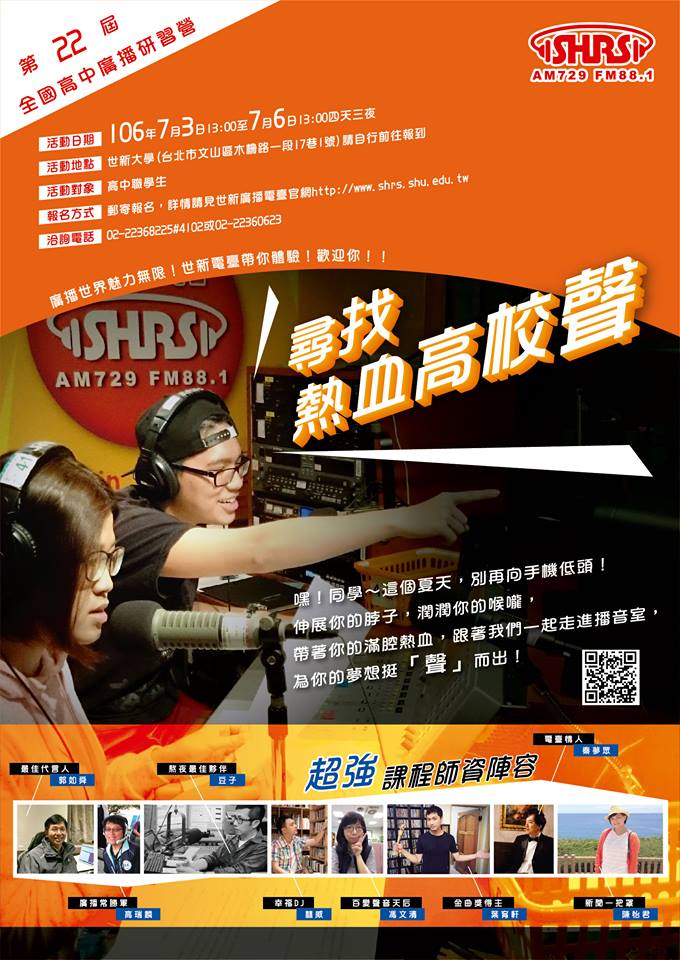 第22屆
全國高中廣播研習營
SHRS
AM729 FM88.1
活動日期 106年7月3日13:00至7月6日13:00四天三夜
活動地點 世新大學(台北市文山區木柵路一段17巷1號)請自行前往報到
活動對象 高中職學生
報名方式 郵寄報名,詳情請見世新廣播電臺官網http://www.shrs.shu.edu.tw
洽詢電話 02-22368225#4102或02-22360623
廣播世界魅力無限!世新電臺帶你體驗!歡迎你!!
SHRS
AM729 FM88.1
尋找
熱血高校聲
嘿!同學~這個夏天,別再向手機低頭!
伸展你的脖子,潤潤你的喉嚨,
帶著你的滿腔熱血,跟著我們一起走進播音室,
為你的夢想挺「聲」而出!
超強 課程師資陣容
最佳代言人
郭如舜
熬夜最佳夥伴
豆子
電臺情人
秦夢眾
廣播常勝軍
高瑞麟
幸福DJ
囍威
百變聲音天后
馮文清
金曲獎得主
葉育軒
新聞一把罩
陳怡君